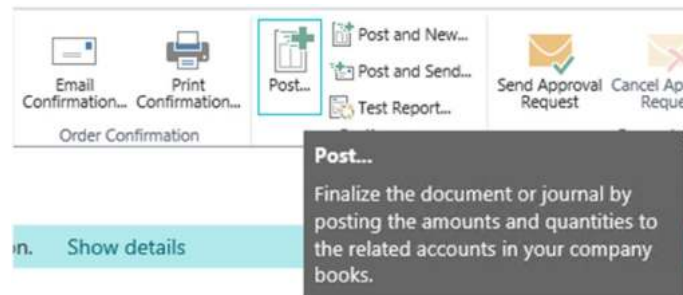 Email
Confirmation...
Print
Confirmation...
Order Confirmation
Post...
Post and New...
Post and Send...
Test Report...
Send Approval
Request
Cancel
Post...
Finalize the document or journal by
posting the amounts and quantities to
the related accounts in your company
books.
Show details